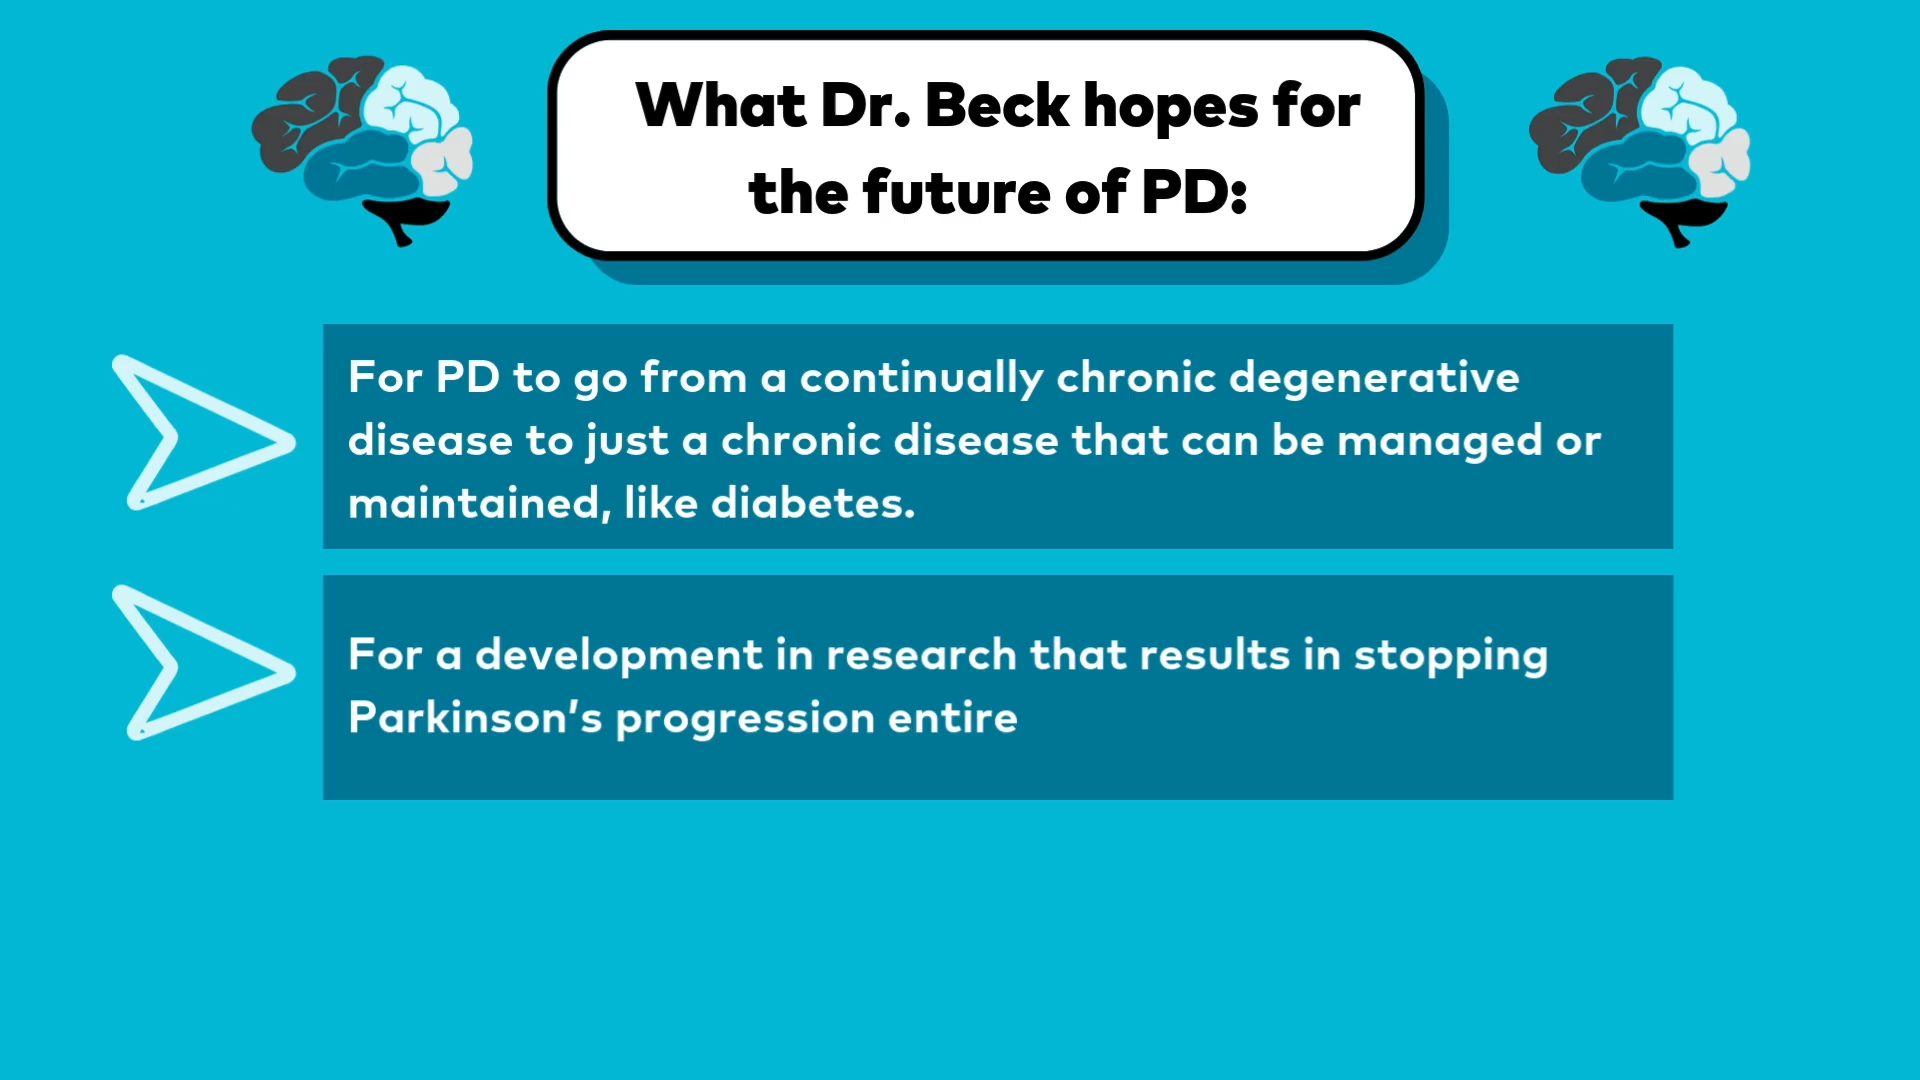 What Dr. Beck hopes for
the future of PD:
For PD to go from a continually chronic degenerative
disease to just a chronic disease that can be managed or
maintained, like diabetes.
For a development in research that results in stopping
Parkinson’s progression entire